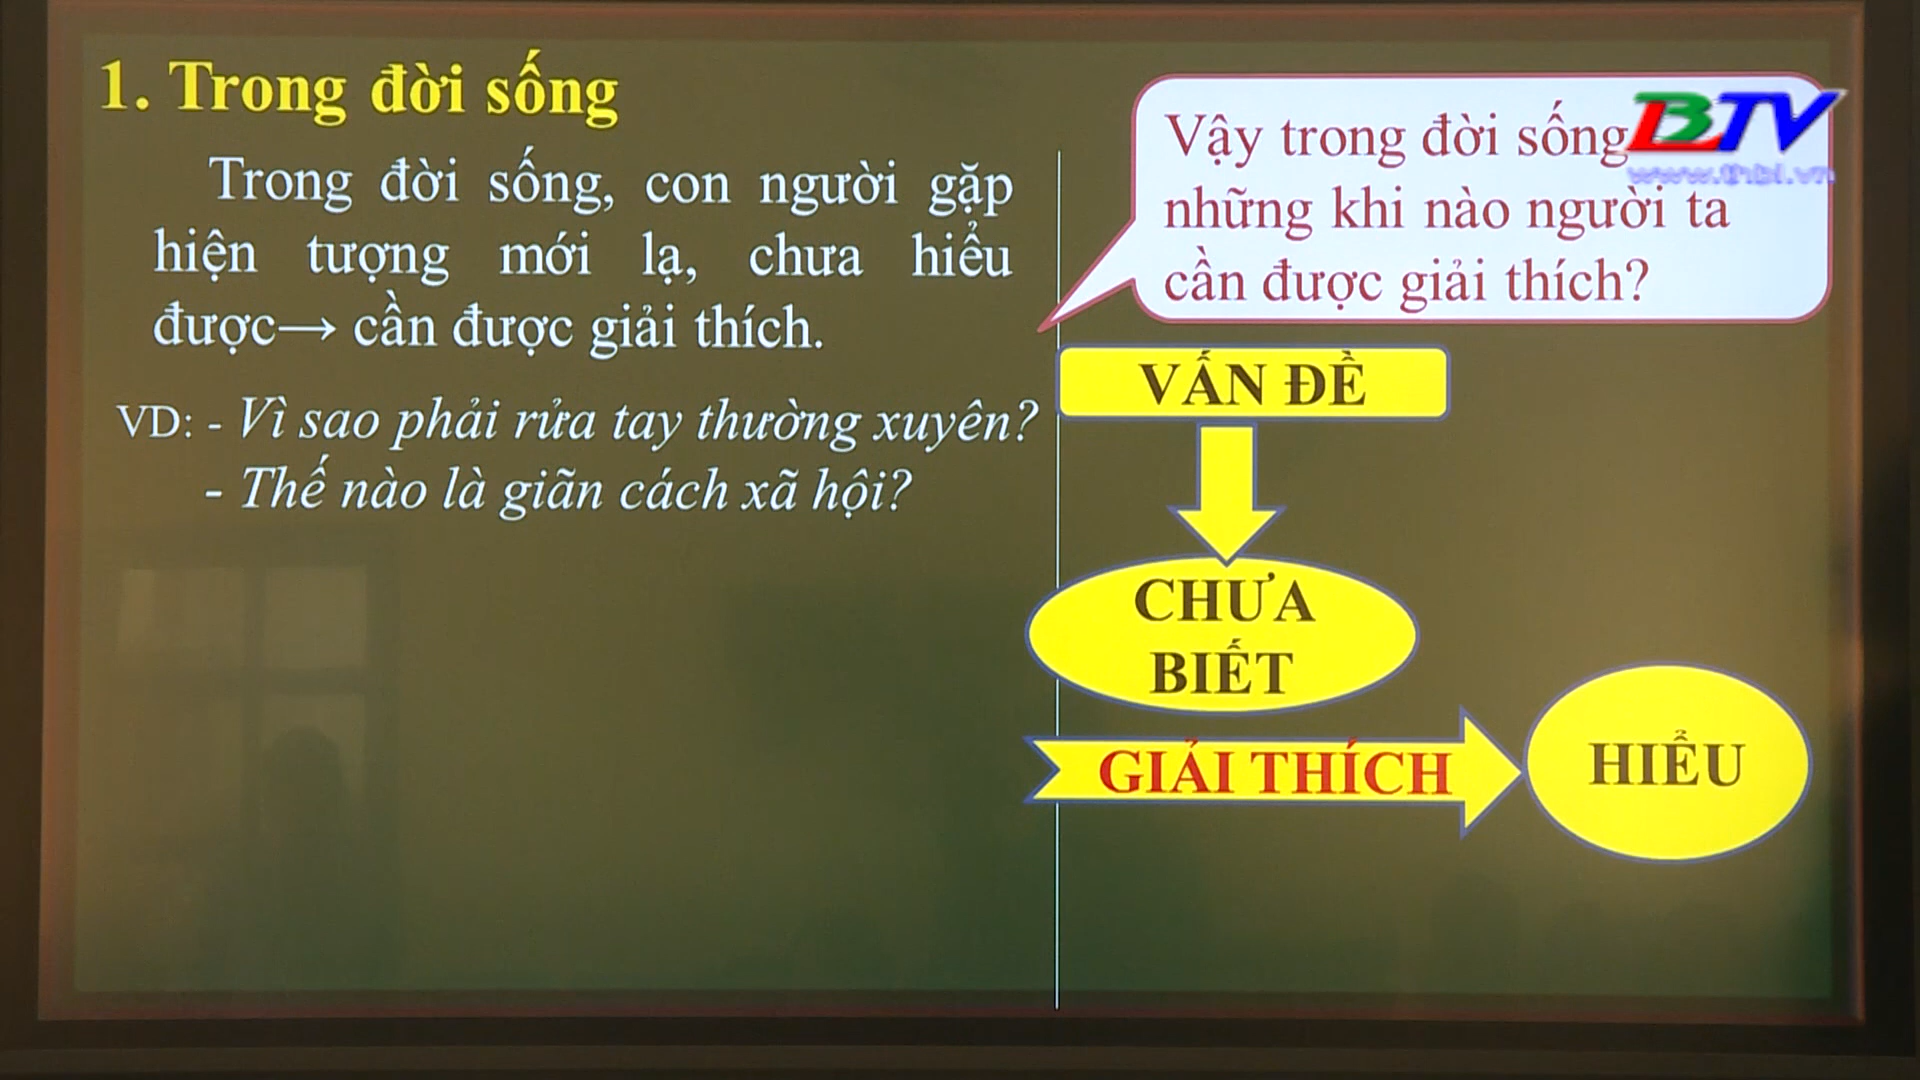 1. Trong đời sống
Trong đời sống, con người gặp
hiện tượng mới lạ, chưa hiểu
được→ cần được giải thích.
VD: - Vì sao phải rửa tay thường xuyên?
- Thế nào là giãn cách xã hội?
Vậy trong đời sống
những khi nào người ta
cần được giải thích?
BTV
www.thbl.vn
VẤN ĐỀ
CHƯA
BIẾT
GIẢI THÍCH
HIỂU